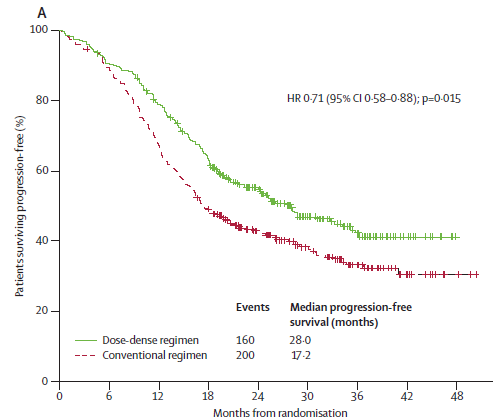 A
100
80
60
40
20
0
Patients surviving progression-free (%)
HR 0·71 (95% CI 0·58–0·88); p=0·015
Events Median progression-free
survival (months)
Dose-dense regimen 160 28·0
Conventional regimen 200 17·2
0 6 12 18 24 30 36 42 48
Months from randomisation